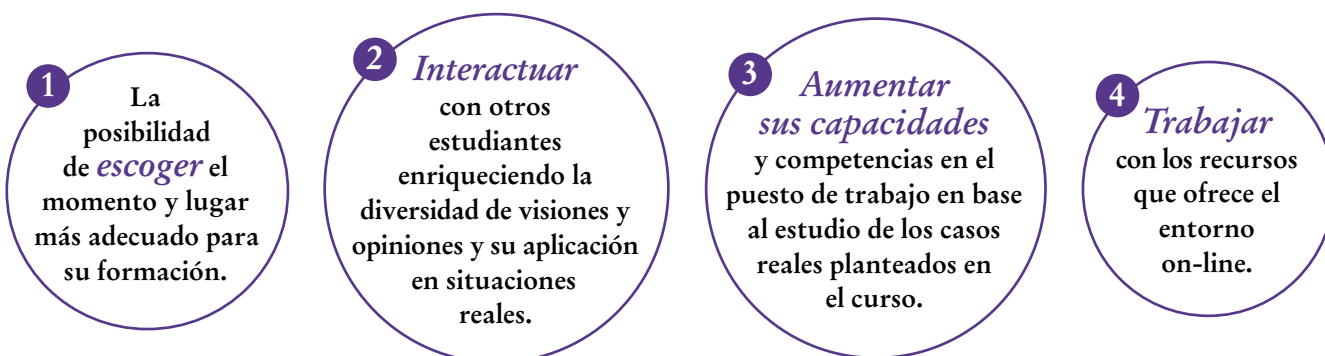 1
La
posibilidad
de escoger el
momento y lugar
más adecuado para
su formación.
2
Interactuar
con otros
estudiantes
enriqueciendo la
diversidad de visiones y
opiniones y su aplicación
en situaciones
reales.
3
Aumentar
sus capacidades
y competencias en el
puesto de trabajo en base
al estudio de los casos
reales planteados en
el curso.
4
Trabajar
con los recursos
que ofrece el
entorno
on-line.